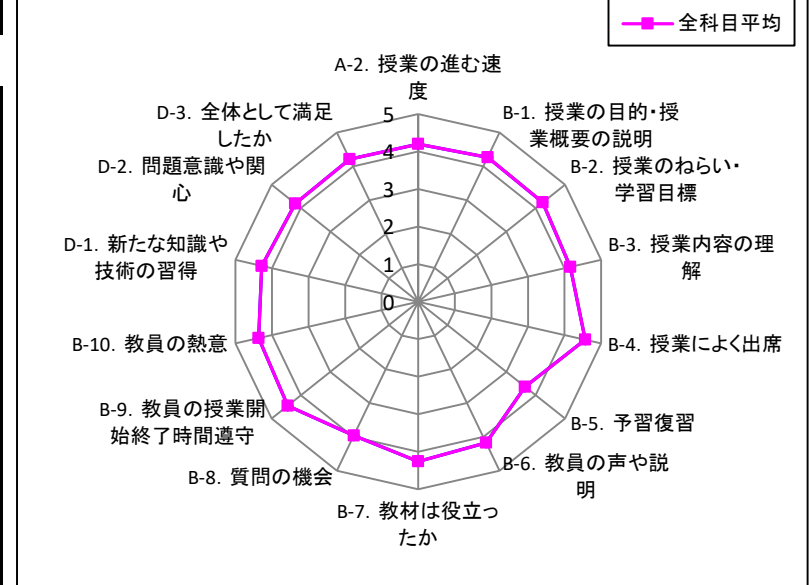 全科目平均
A-2. 授業の進む速
度
B-1. 授業の目的・授
業概要の説明
B-2. 授業のねらい・
学習目標
B-3. 授業内容の理
解
B-4. 授業によく出席
B-5. 予習復習
B-6. 教員の声や説
明
B-7. 教材は役立っ
たか
B-8. 質問の機会
B-9. 教員の授業開
始終了時間遵守
B-10. 教員の熱意
D-1. 新たな知識や
技術の習得
D-2. 問題意識や関
心
D-3. 全体として満足
したか
5
4
3
2
1
0